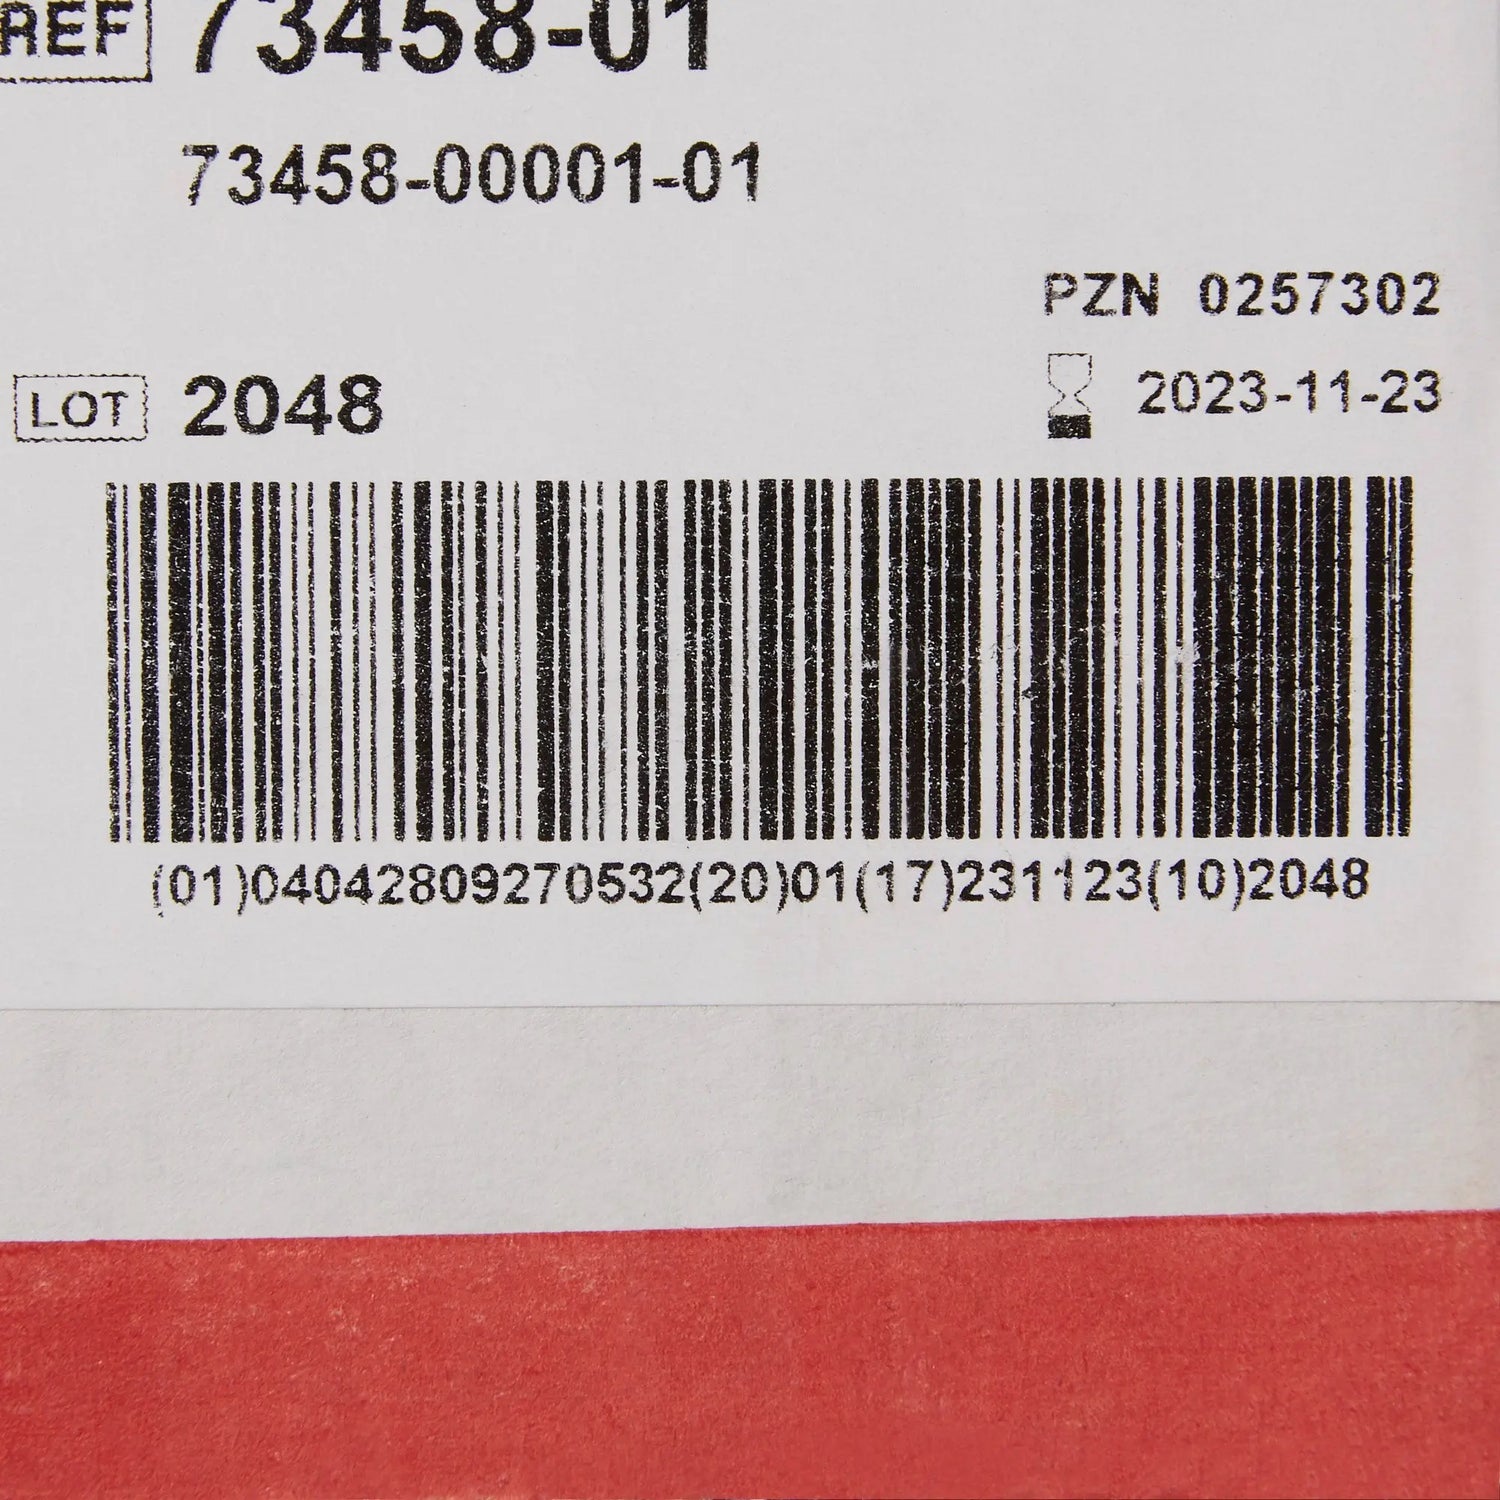 REF 73458-01
73458-00001-01
PZN 0257302
LOT 2048
2023-11-23
(01)04042809270532(20)01(17)231123(10)2048